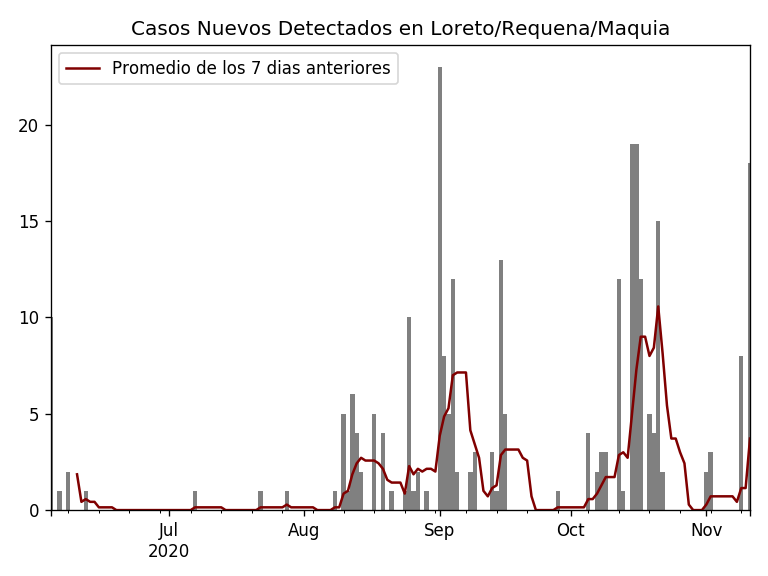 Casos Nuevos Detectados en Loreto/Requena/Maquia
Promedio de los 7 dias anteriores
20
15
10
5
0
Jul
2020
Aug
Sep
Oct
Nov